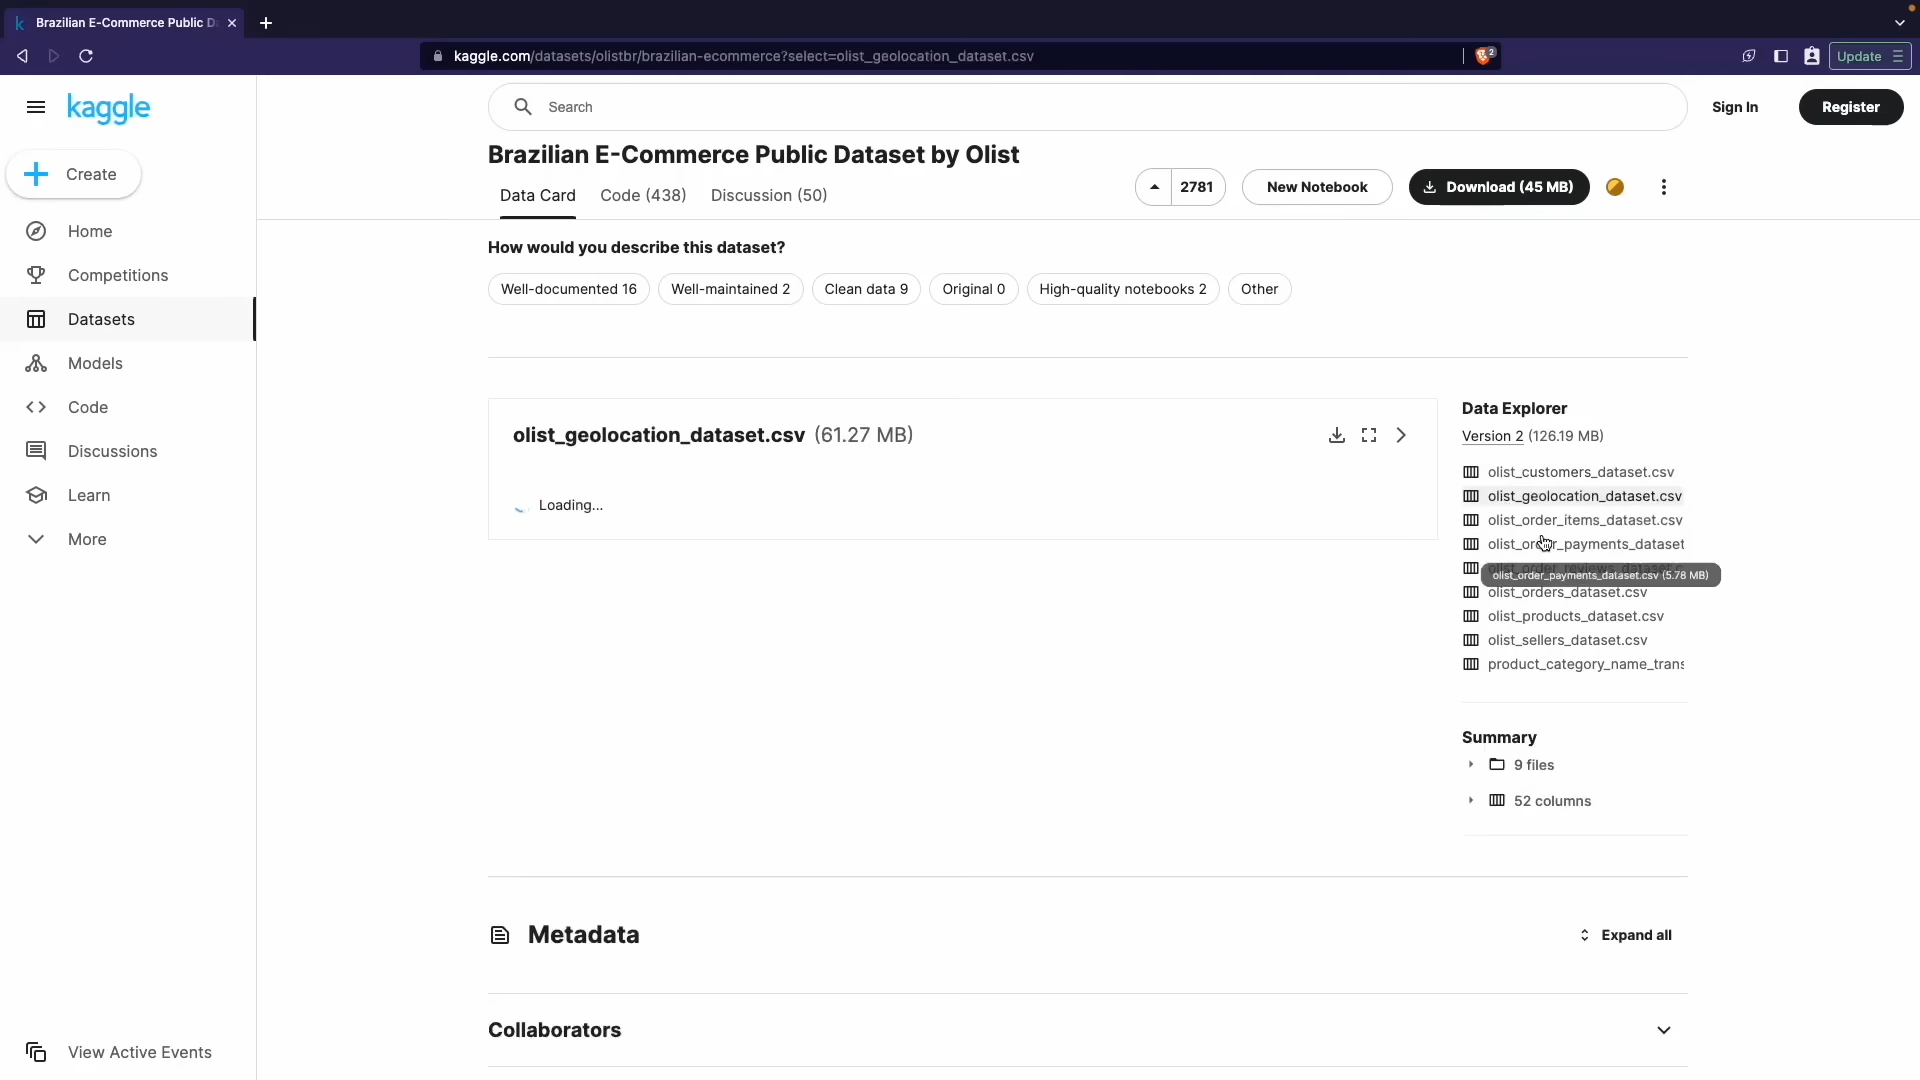 Brazilian E-Commerce Public D
kaggle.com/datasets/olistbr/brazilian-ecommerce?select=olist_geolocation_dataset.csv
2
Update
kaggle
Search
Sign In
Register
Create
Home
Competitions
Datasets
Models
Code
Discussions
Learn
More
View Active Events
Brazilian E-Commerce Public Dataset by Olist
Data Card
Code (438)
Discussion (50)
2781
New Notebook
Download (45 MB)
How would you describe this dataset?
Well-documented 16
Well-maintained 2
Clean data 9
Original 0
High-quality notebooks 2
Other
olist_geolocation_dataset.csv (61.27 MB)
Loading...
Data Explorer
Version 2 (126.19 MB)
olist_customers_dataset.csv
olist_geolocation_dataset.csv
olist_order_items_dataset.csv
olist_order_payments_dataset
olist_order_reviews_dataset.c
olist_order_payments_dataset.csv (5.78 MB)
olist_orders_dataset.csv
olist_products_dataset.csv
olist_sellers_dataset.csv
product_category_name_trans
Summary
9 files
52 columns
Metadata
Expand all
Collaborators